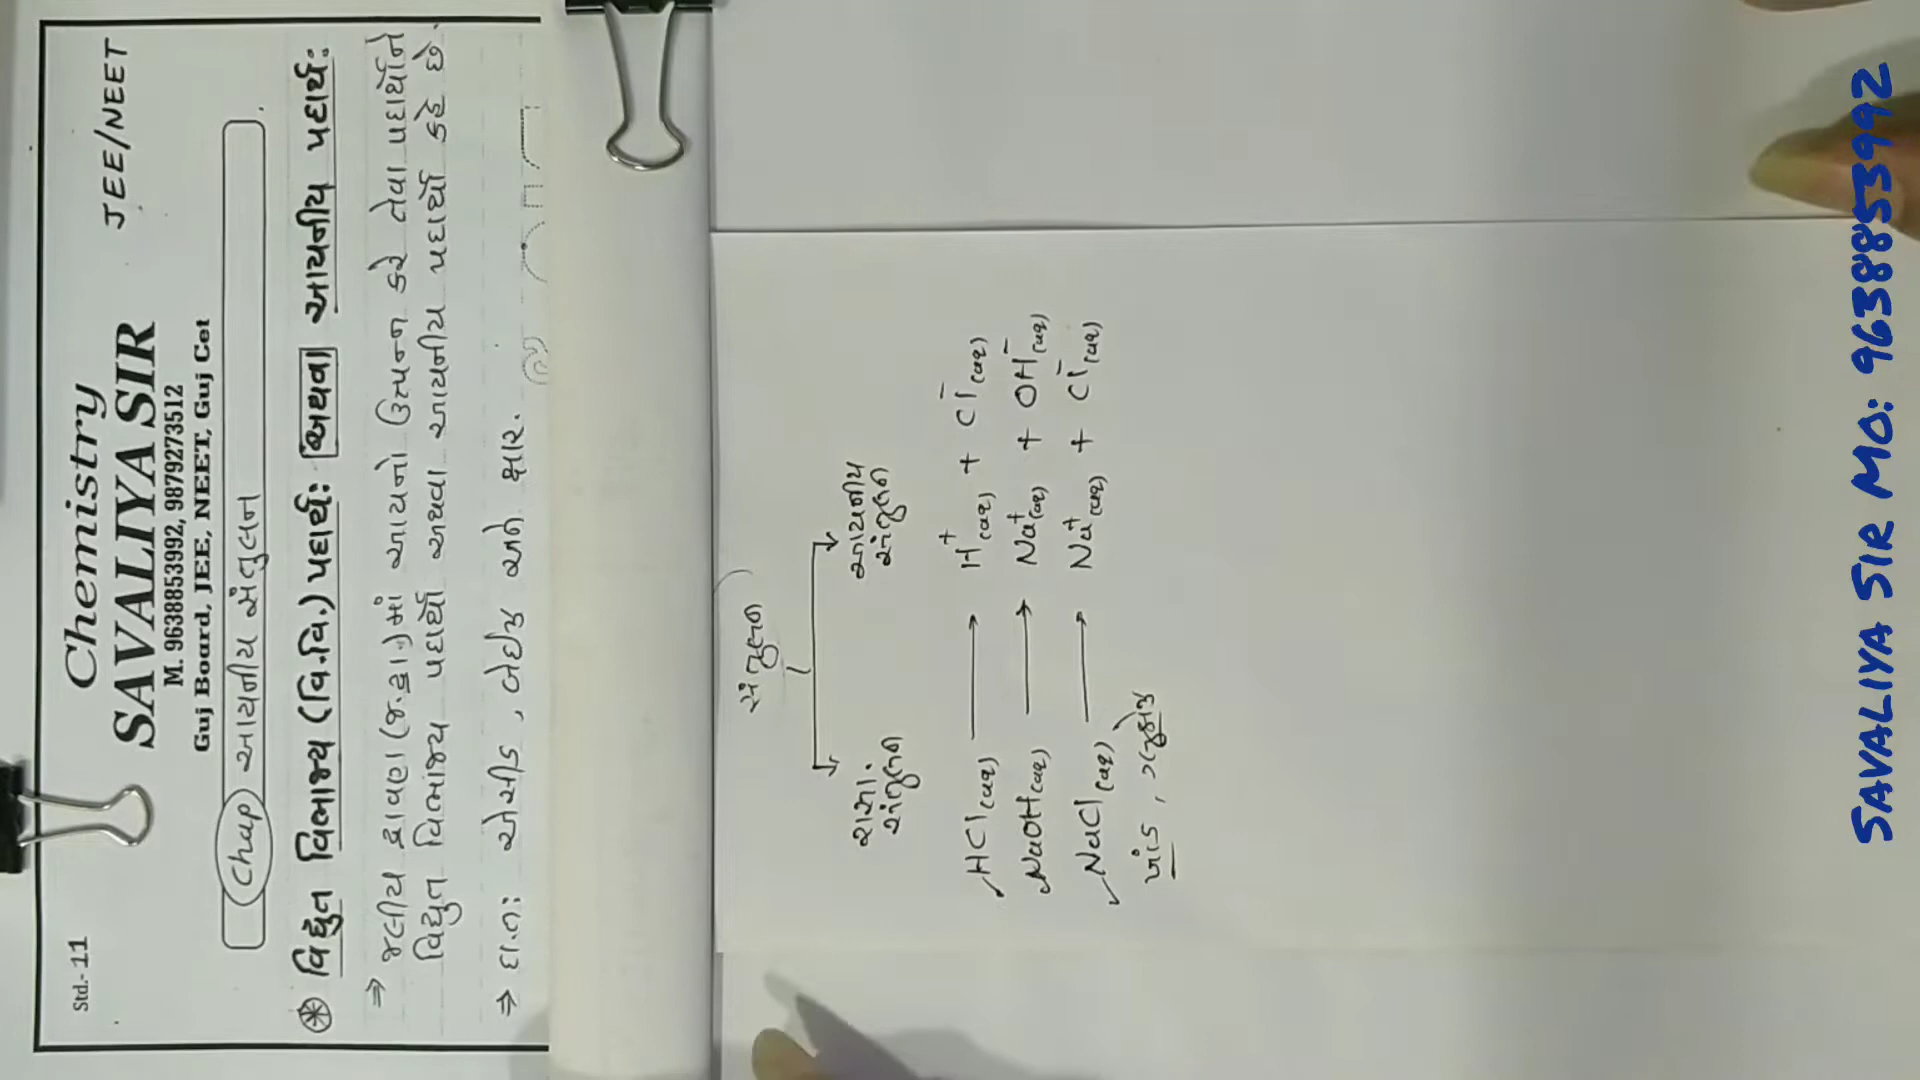 Std.- 11
Chemistry
JEE/NEET
SAVALIYA SIR
M. 9638853992, 9879273512
Guj Board, JEE, NEET, Guj Cet
Chap આયનીય સંતુલન
વિદ્યુત વિભાજ્ય (વિ.વિ.) પદાર્થ: અથવા આયનીય પદાર્થ:
⇒ જલીય દ્રાવણ (જ.દ્રા.)માં આયનો ઉત્પન્ન કરે તેવા પદાર્થોને
વિદ્યુત વિભાજ્ય પદાર્થો અથવા આયનીય પદાર્થો કહે છે.
⇒ દા.ત: એસીડ, બેઇઝ અને ક્ષાર.
સંતુલન
રાસા. સંતુલન
આયનીય સંતુલન
HCl(aq) ⟶ H⁺(aq) + Cl⁻(aq)
NaOH(aq) ⟶ Na⁺(aq) + OH⁻(aq)
NaCl(aq) ⟶ Na⁺(aq) + Cl⁻(aq)
ખાંડ, ગ્લુકોઝ
SAVALIYA SIR MO: 9638853992